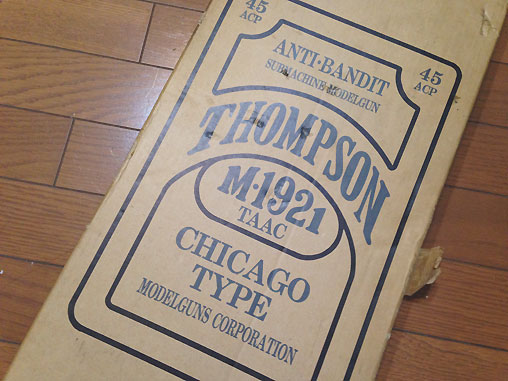 45
ACP
45
ACP
ANTI·BANDIT
SUBMACHINE MODELGUN
THOMPSON
M·1921
TAAC
CHICAGO
TYPE
MODELGUNS CORPORATION